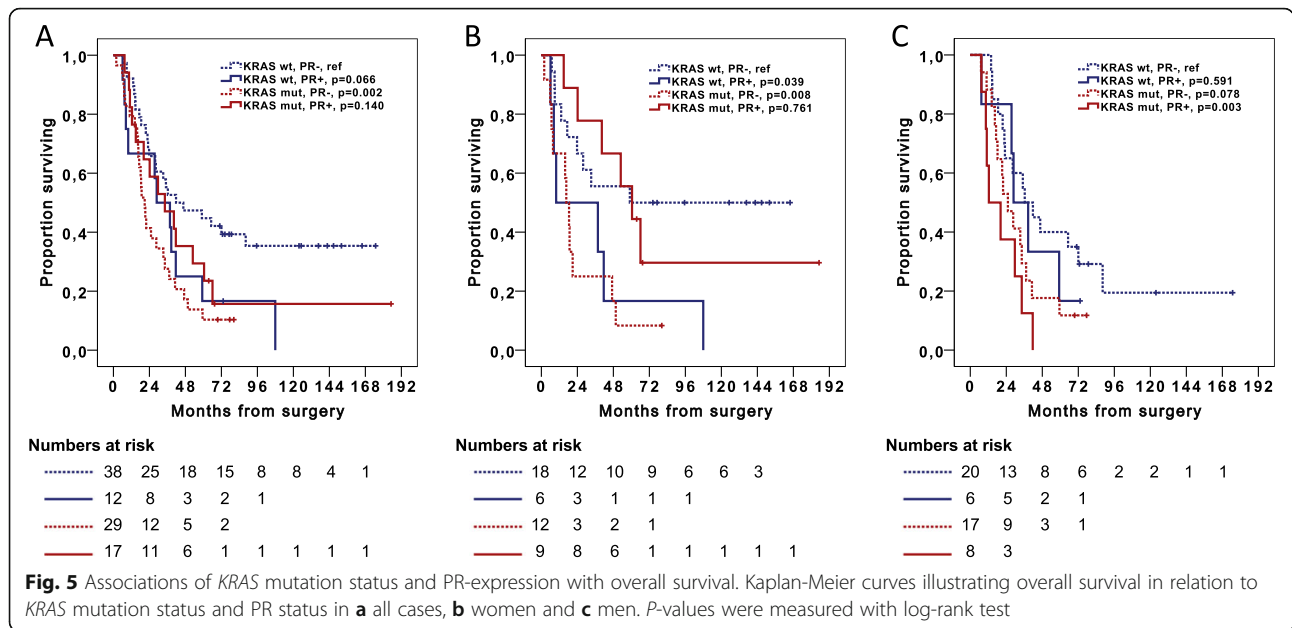 A
KRAS wt, PR-, ref
KRAS wt, PR+, p=0.066
KRAS mut, PR-, p=0.002
KRAS mut, PR+, p=0.140
Proportion surviving
1,0
0,8
0,6
0,4
0,2
0,0
0 24 48 72 96 120 144 168 192
Months from surgery
Numbers at risk
38 25 18 15 8 8 4 1
12 8 3 2 1
29 12 5 2
17 11 6 1 1 1 1 1
B
KRAS wt, PR-, ref
KRAS wt, PR+, p=0.039
KRAS mut, PR-, p=0.008
KRAS mut, PR+, p=0.761
Proportion surviving
1,0
0,8
0,6
0,4
0,2
0,0
0 24 48 72 96 120 144 168 192
Months from surgery
Numbers at risk
18 12 10 9 6 6 3
6 3 1 1 1
12 3 2 1
9 8 6 1 1 1 1 1
C
KRAS wt, PR-, ref
KRAS wt, PR+, p=0.591
KRAS mut, PR-, p=0.078
KRAS mut, PR+, p=0.003
Proportion surviving
1,0
0,8
0,6
0,4
0,2
0,0
0 24 48 72 96 120 144 168 192
Months from surgery
Numbers at risk
20 13 8 6 2 2 1 1
6 5 2 1
17 9 3 1
8 3
Fig. 5 Associations of KRAS mutation status and PR-expression with overall survival. Kaplan-Meier curves illustrating overall survival in relation to
KRAS mutation status and PR status in a all cases, b women and c men. P-values were measured with log-rank test